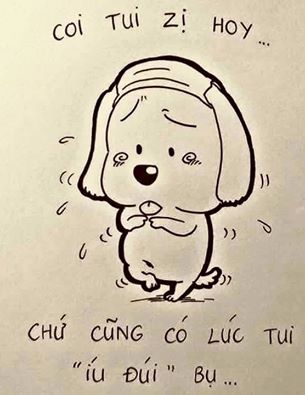 COI TUI ZỊ HOY...
CHỨ CŨNG CÓ LÚC TUI
"ÍU ĐÚI" BỤ...